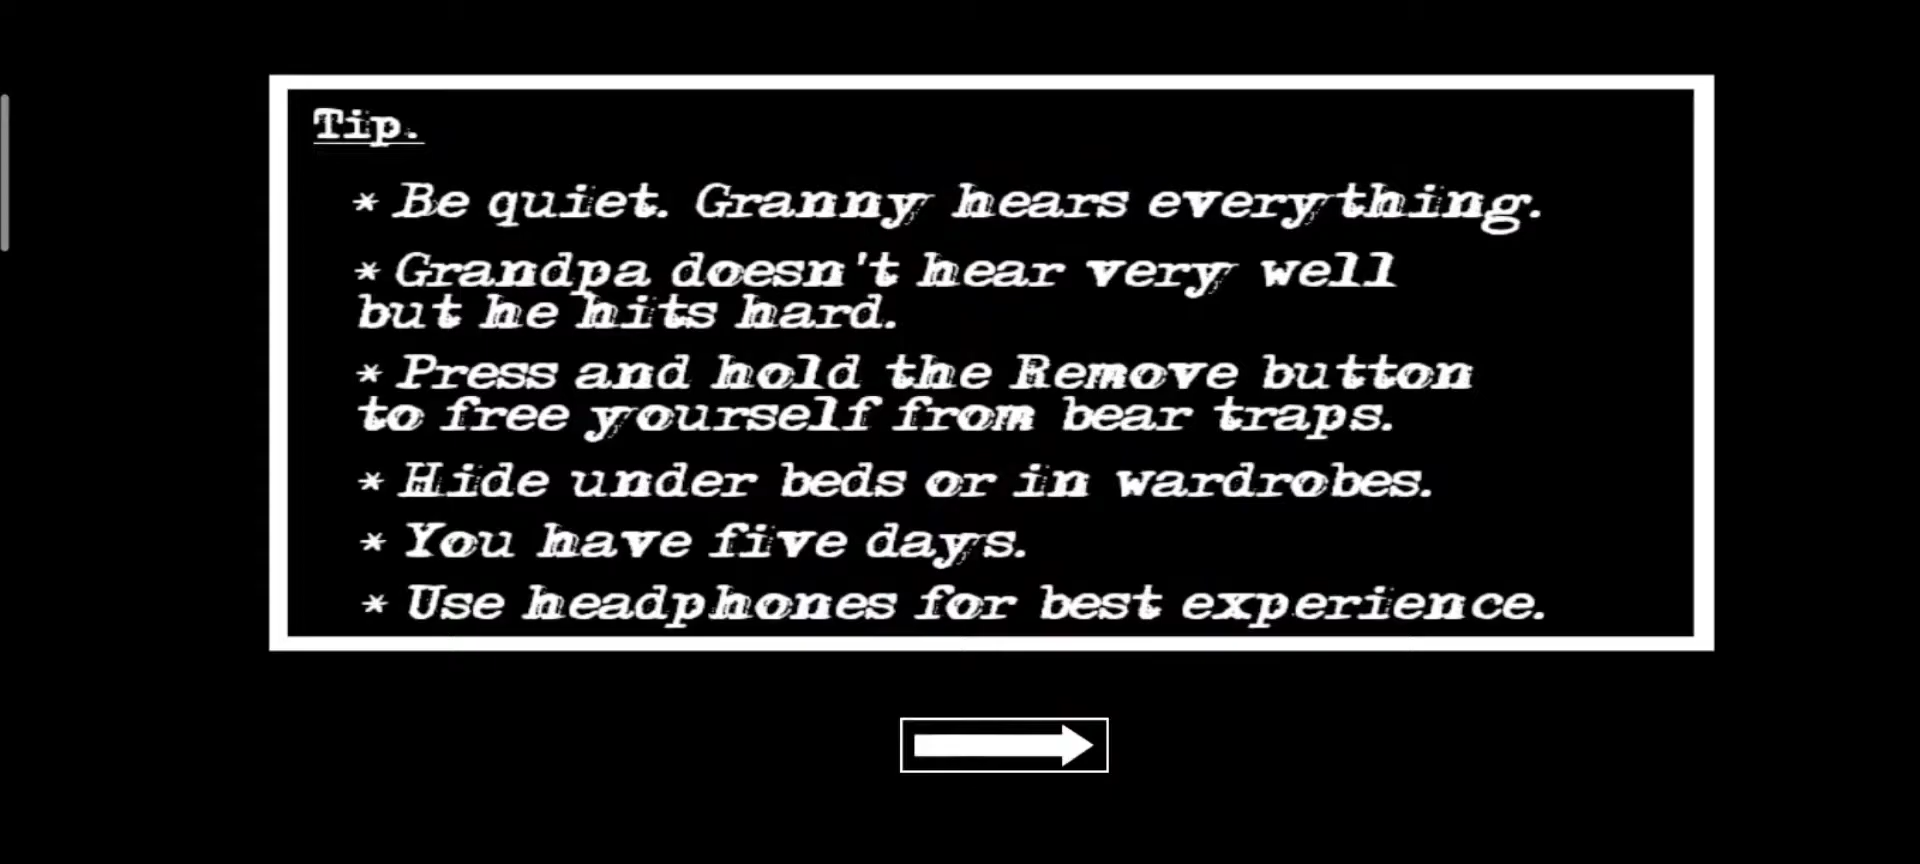 Tip.
* Be quiet. Granny hears everything.
* Grandpa doesn't hear very well
but he hits hard.
* Press and hold the Remove button
to free yourself from bear traps.
* Hide under beds or in wardrobes.
* You have five days.
* Use headphones for best experience.